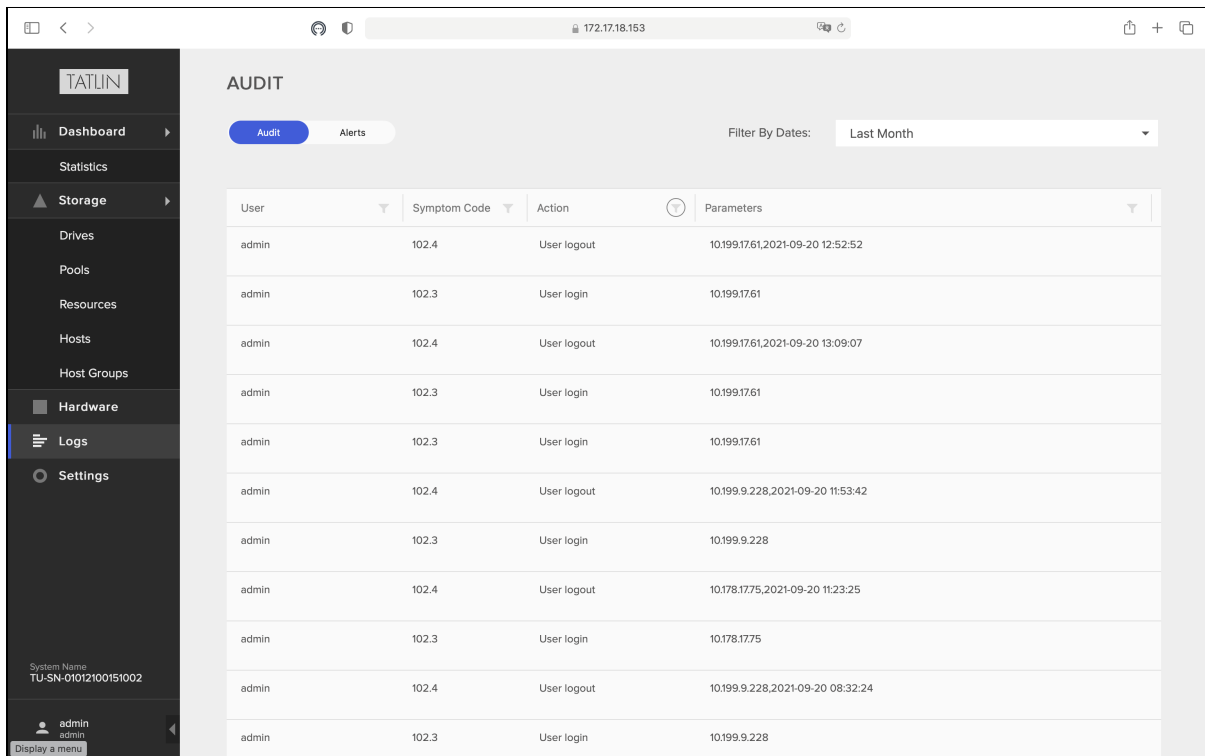 172.17.18.153
TATLIN
Dashboard
Statistics
Storage
Drives
Pools
Resources
Hosts
Host Groups
Hardware
Logs
Settings
System Name
TU-SN-01012100151002
admin
admin
Display a menu
AUDIT
Audit Alerts
Filter By Dates: Last Month
User Symptom Code Action Parameters
admin 102.4 User logout 10.199.17.61,2021-09-20 12:52:52
admin 102.3 User login 10.199.17.61
admin 102.4 User logout 10.199.17.61,2021-09-20 13:09:07
admin 102.3 User login 10.199.17.61
admin 102.3 User login 10.199.17.61
admin 102.4 User logout 10.199.9.228,2021-09-20 11:53:42
admin 102.3 User login 10.199.9.228
admin 102.4 User logout 10.178.17.75,2021-09-20 11:23:25
admin 102.3 User login 10.178.17.75
admin 102.4 User logout 10.199.9.228,2021-09-20 08:32:24
admin 102.3 User login 10.199.9.228